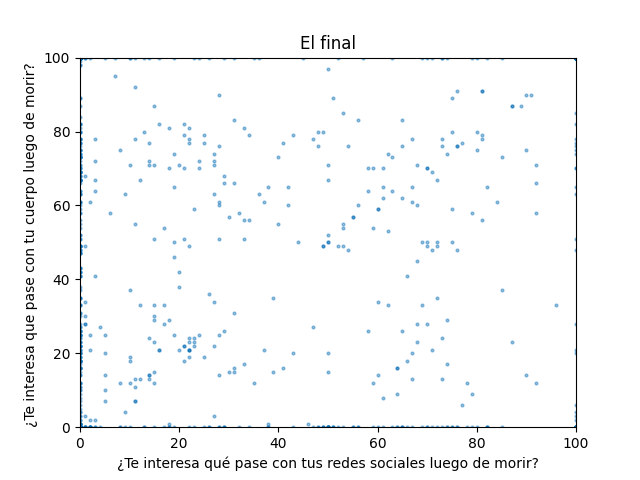 El final
¿Te interesa que pase con tu cuerpo luego de morir?
100
80
60
40
20
0
0 20 40 60 80 100
¿Te interesa qué pase con tus redes sociales luego de morir?